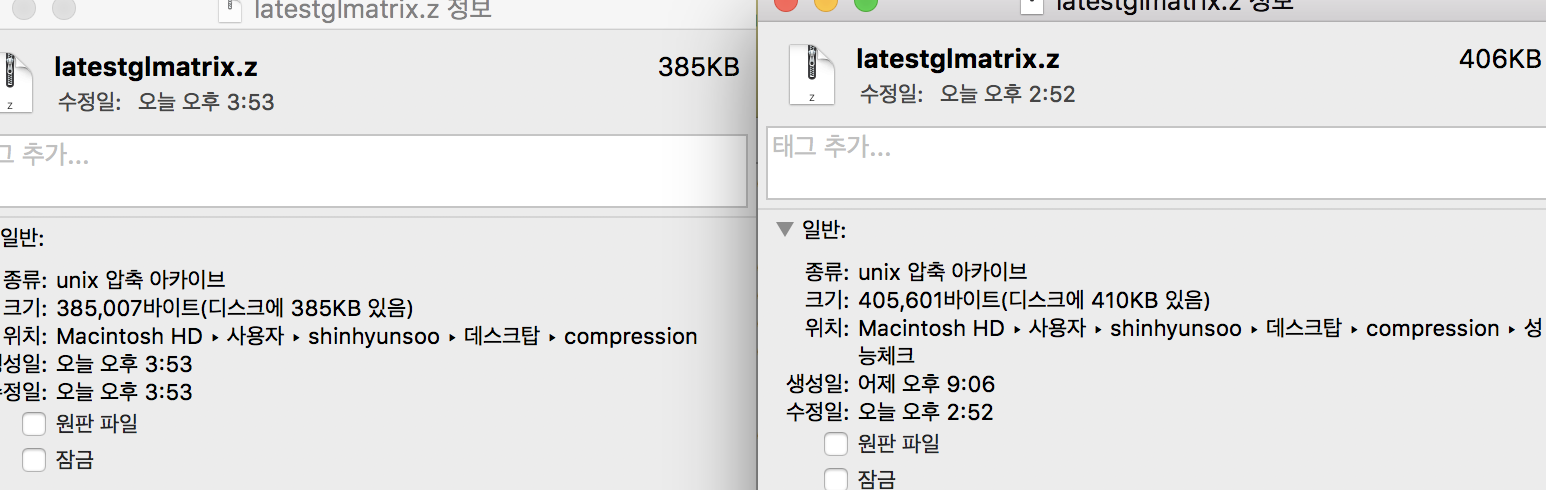 latestglmatrix.z 정보
latestglmatrix.z
385KB
수정일: 오늘 오후 3:53
z
그 추가...
일반:
종류: unix 압축 아카이브
크기: 385,007바이트(디스크에 385KB 있음)
위치: Macintosh HD ▸ 사용자 ▸ shinhyunsoo ▸ 데스크탑 ▸ compression
생성일: 오늘 오후 3:53
수정일: 오늘 오후 3:53
원판 파일
잠금
latestglmatrix.z 정보
latestglmatrix.z
406KB
수정일: 오늘 오후 2:52
z
태그 추가...
일반:
종류: unix 압축 아카이브
크기: 405,601바이트(디스크에 410KB 있음)
위치: Macintosh HD ▸ 사용자 ▸ shinhyunsoo ▸ 데스크탑 ▸ compression ▸ 성
능체크
생성일: 어제 오후 9:06
수정일: 오늘 오후 2:52
원판 파일
잠금